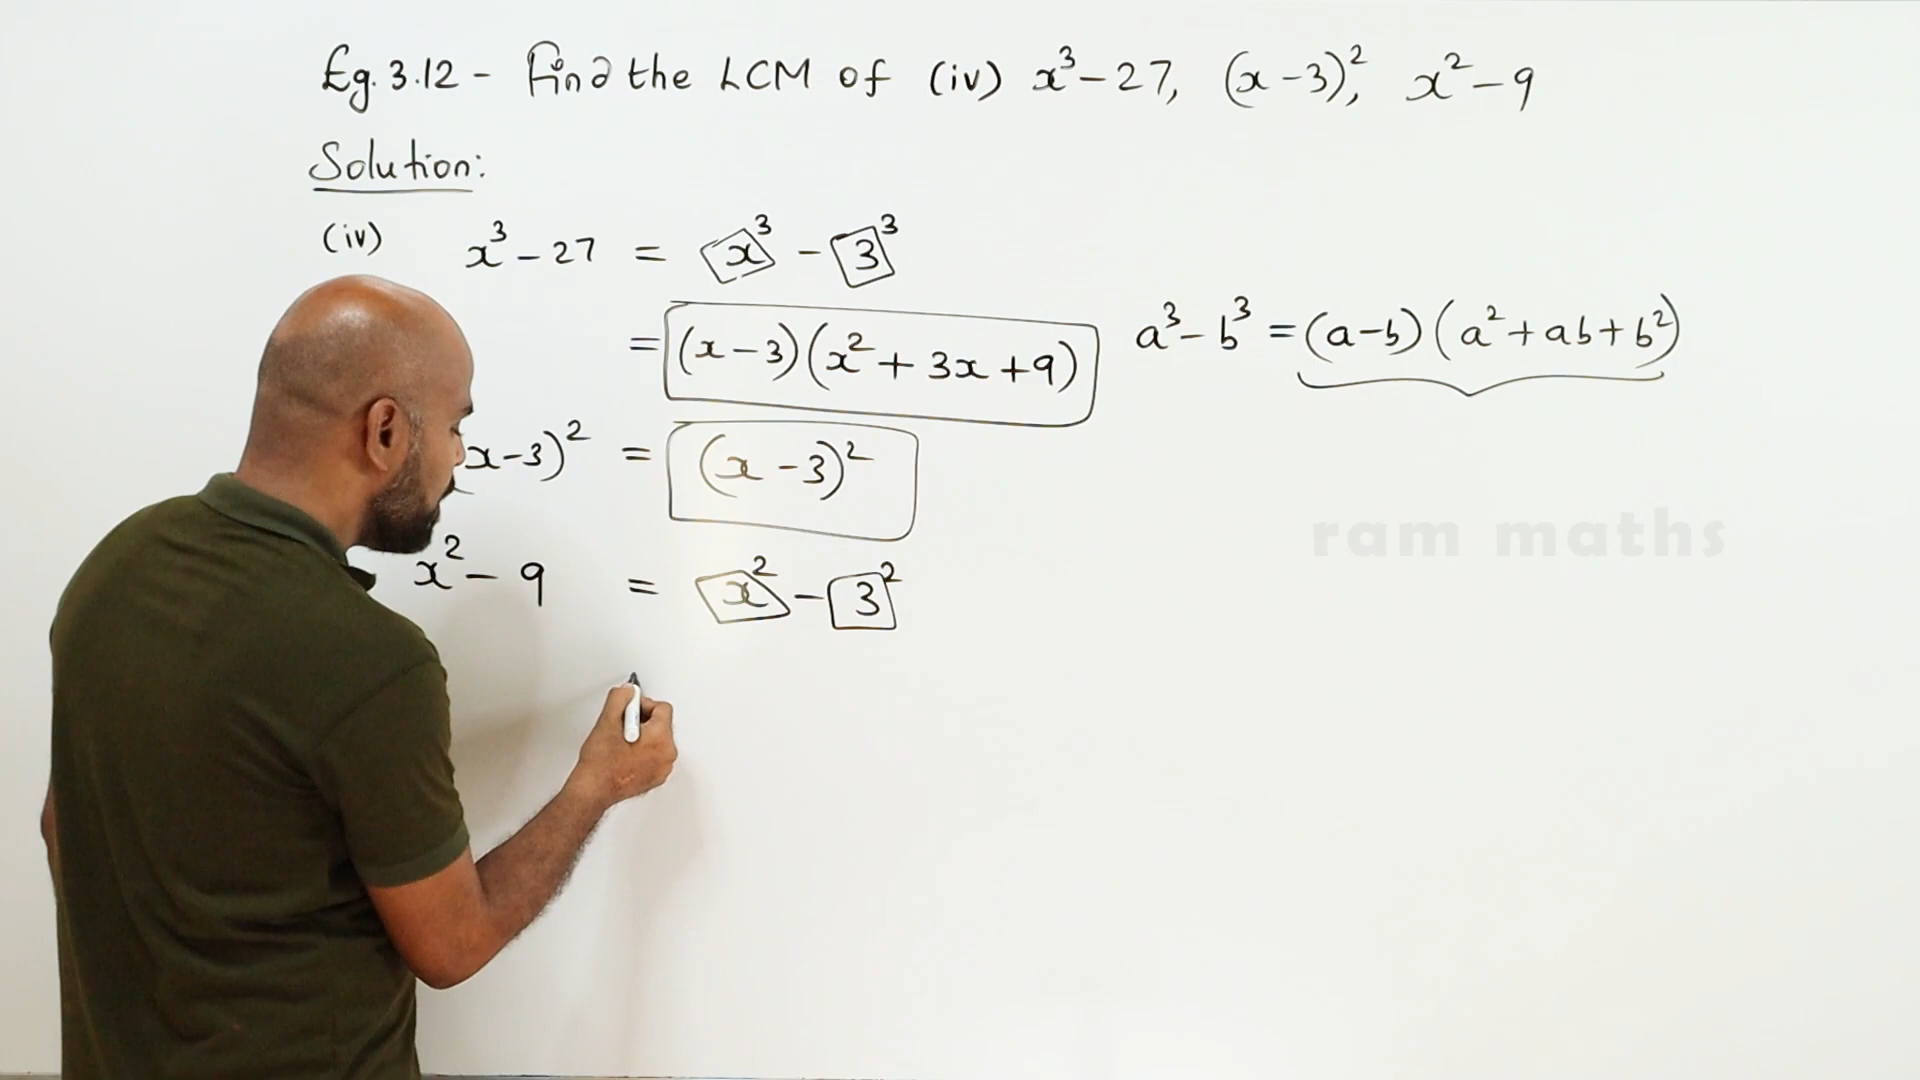 Eg. 3.12 - Find the LCM of (iv) x³ - 27, (x - 3)², x² - 9
Solution:
(iv) x³ - 27 = x³ - 3³
= (x - 3)(x² + 3x + 9) a³ - b³ = (a - b)(a² + ab + b²)
x - 3)² = (x - 3)²
x² - 9 = x² - 3²
ram maths